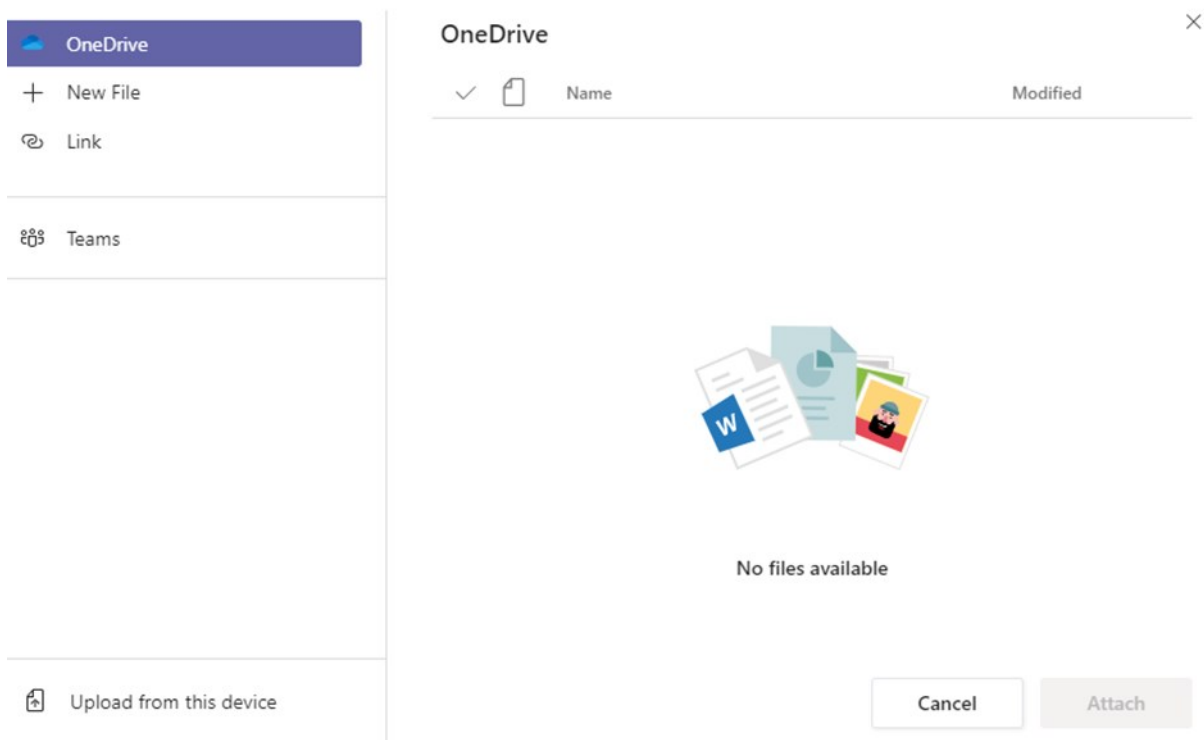 OneDrive
New File
Link
Teams
Upload from this device
OneDrive
Name Modified
W
No files available
Cancel Attach